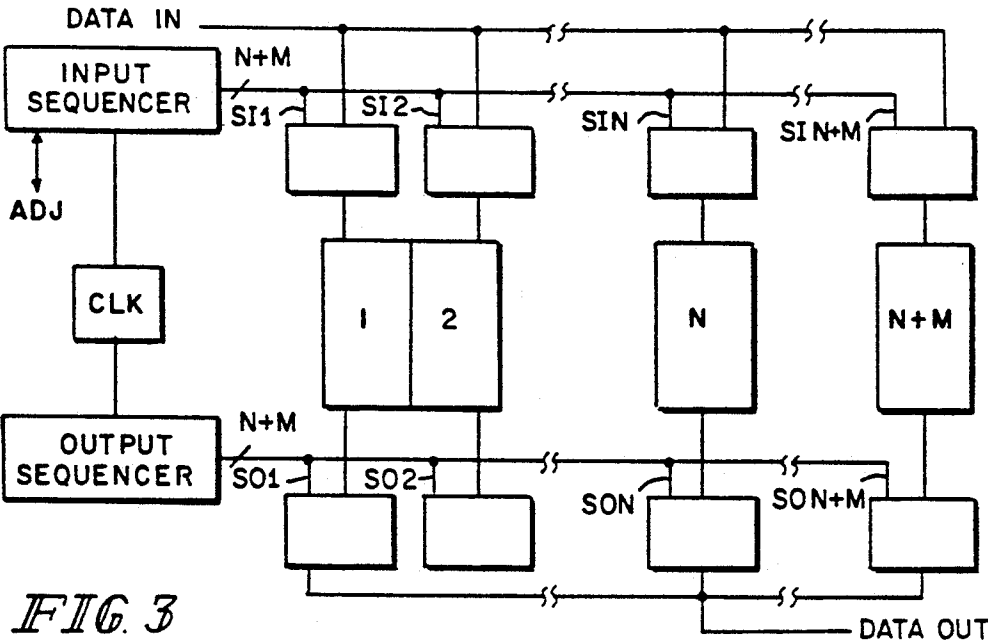 DATA IN
INPUT
SEQUENCER
N+M
SI1
SI2
SIN
SI N+M
ADJ
CLK
1
2
N
N+M
OUTPUT
SEQUENCER
N+M
SO1
SO2
SON
SO N+M
DATA OUT
FIG. 3